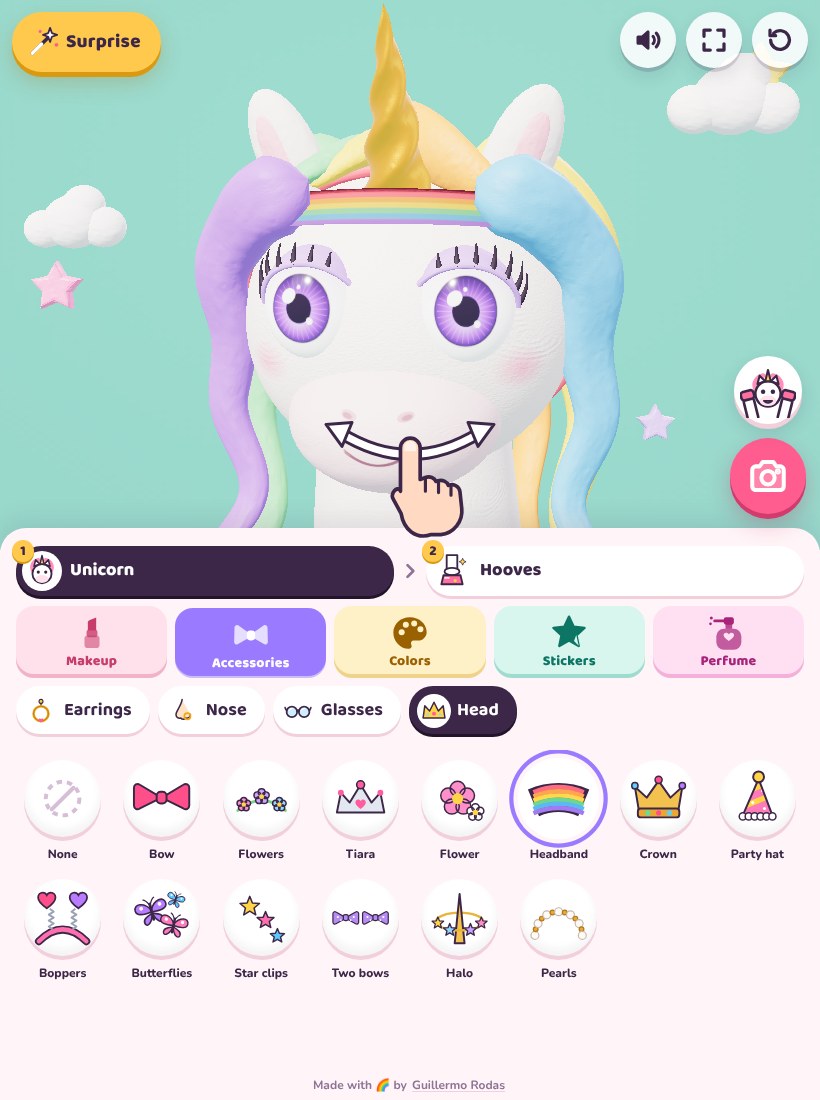 Surprise
1
Unicorn
2
Hooves
Makeup
Accessories
Colors
Stickers
Perfume
Earrings
Nose
Glasses
Head
None
Bow
Flowers
Tiara
Flower
Headband
Crown
Party hat
Boppers
Butterflies
Star clips
Two bows
Halo
Pearls
Made with 🌈 by Guillermo Rodas